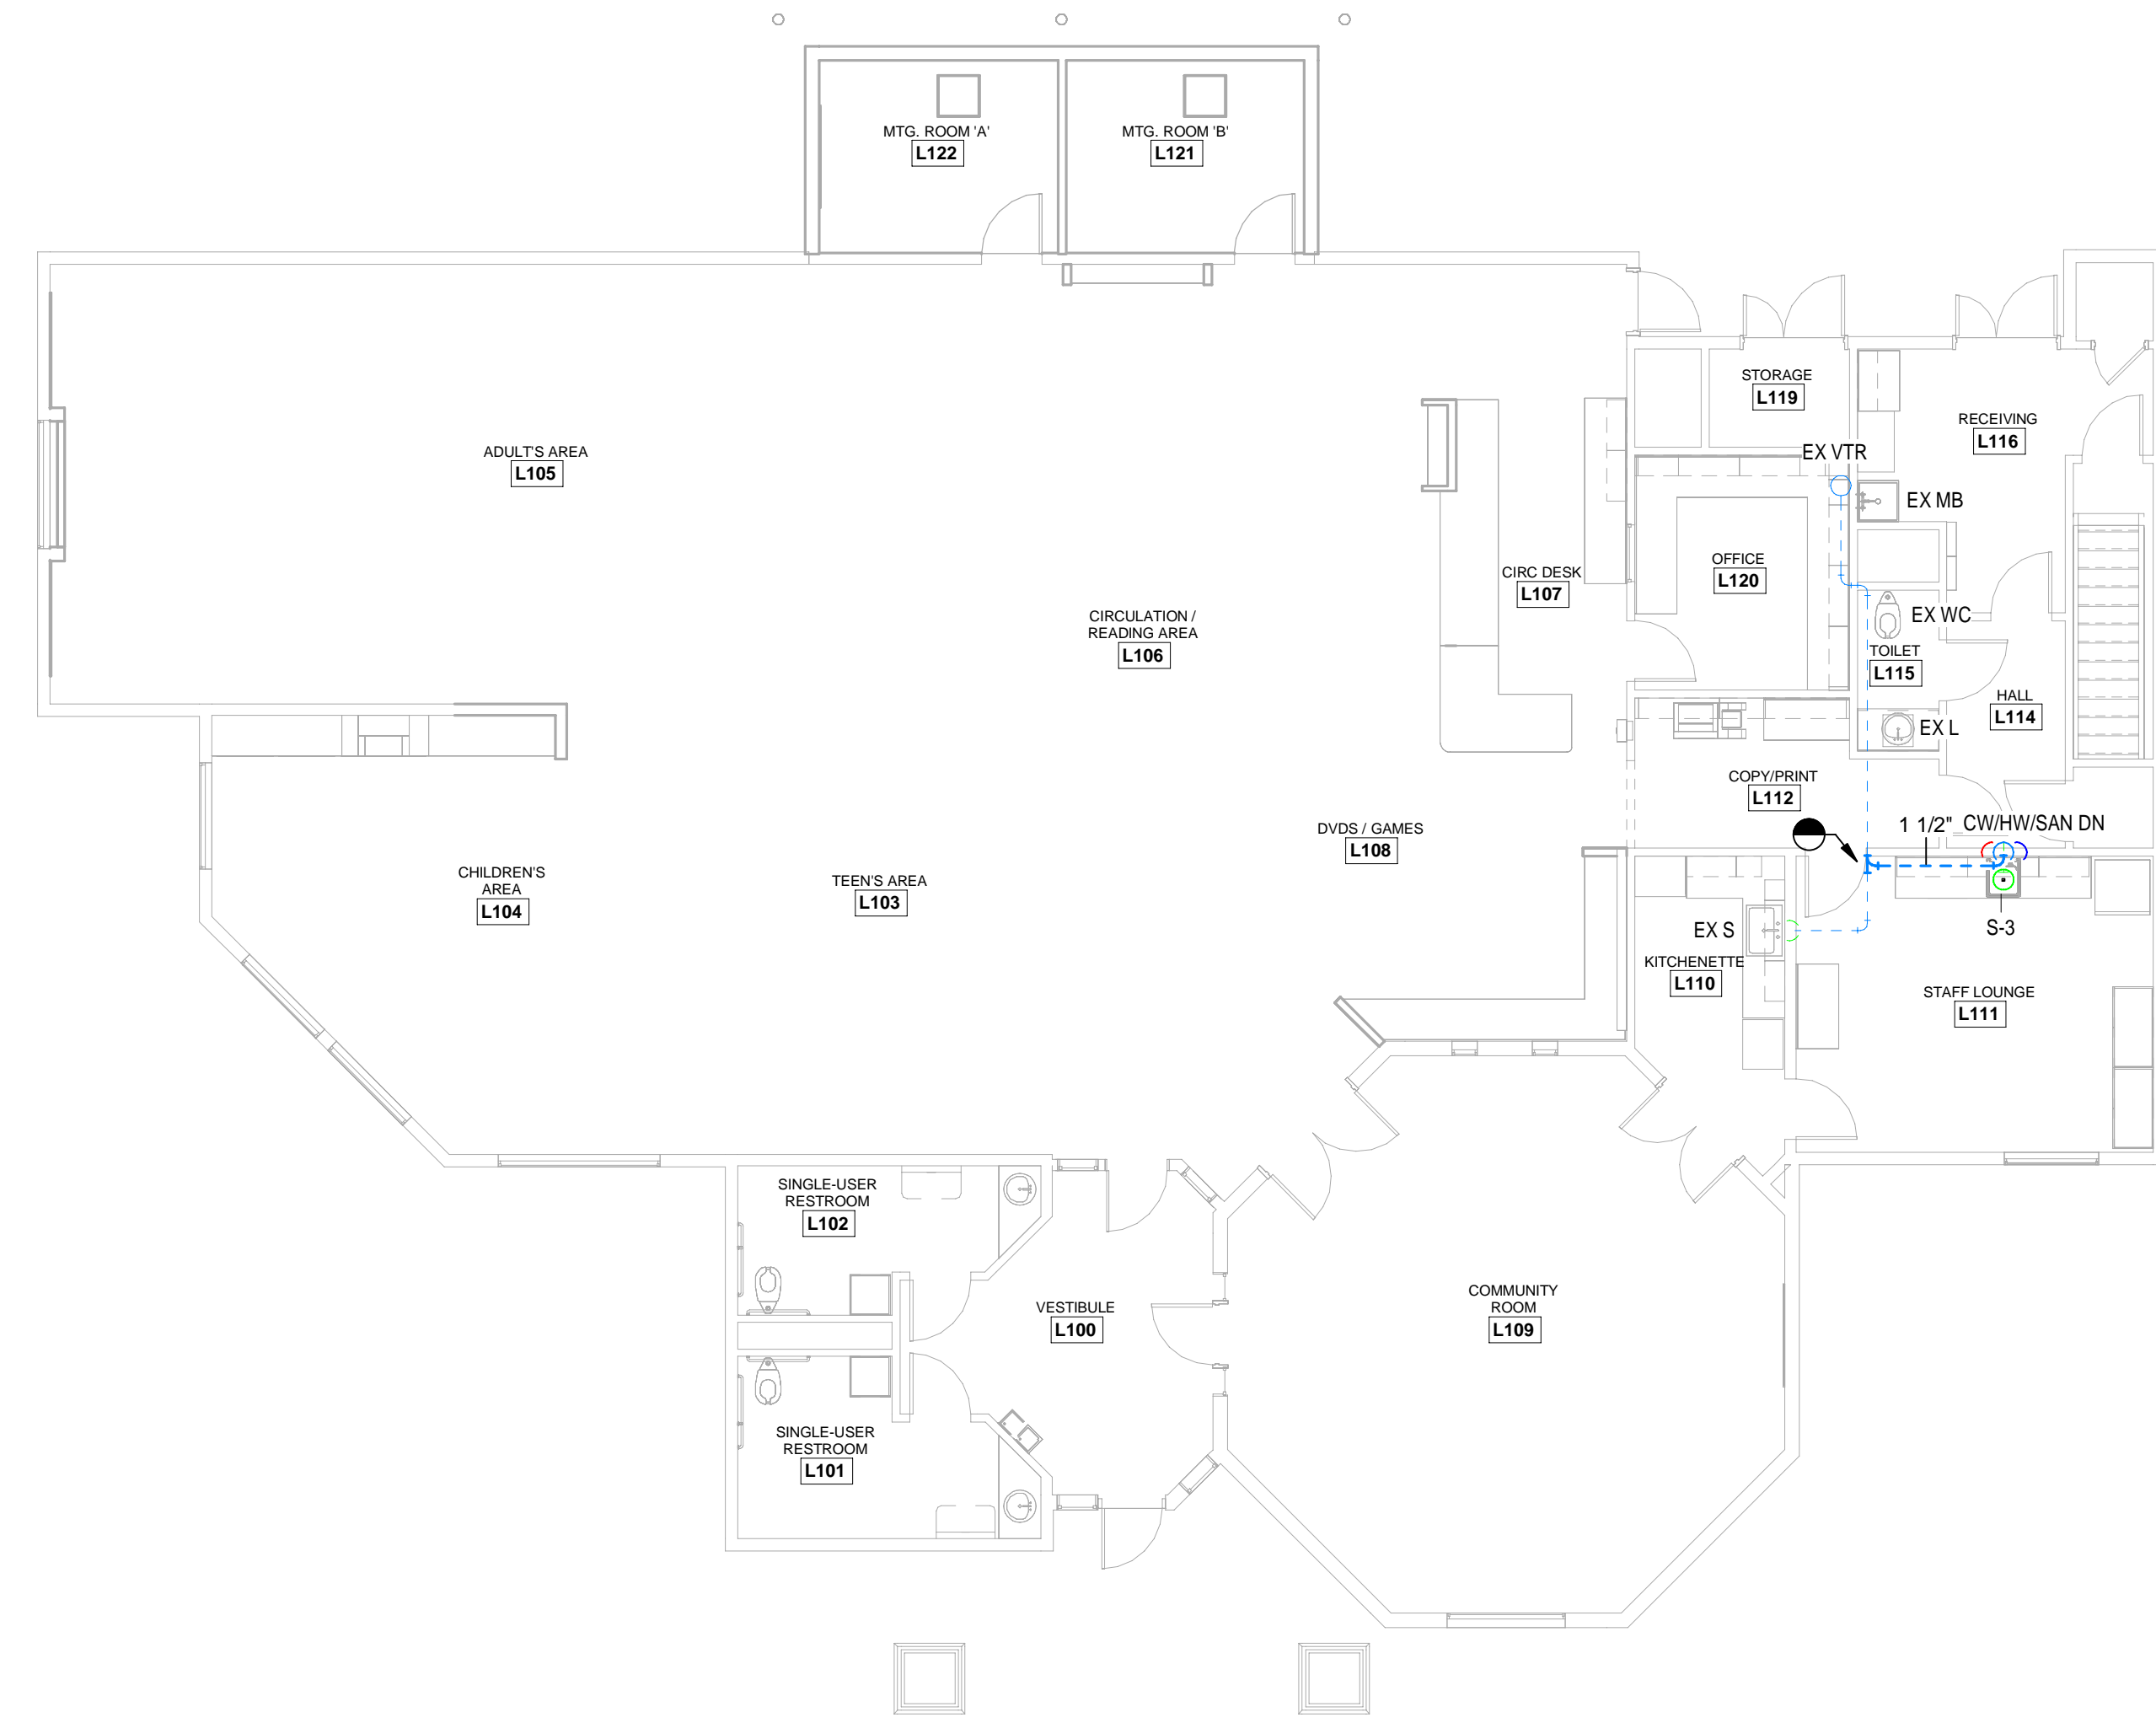 MTG. ROOM 'A'
L122
MTG. ROOM 'B'
L121
STORAGE
L119
RECEIVING
L116
EX VTR
EX MB
ADULT'S AREA
L105
OFFICE
L120
CIRC DESK
L107
EX WC
CIRCULATION /
READING AREA
L106
TOILET
L115
HALL
L114
EX L
COPY/PRINT
L112
DVDS / GAMES
L108
1 1/2"
CW/HW/SAN DN
CHILDREN'S
AREA
L104
TEEN'S AREA
L103
EX S
S-3
KITCHENETTE
L110
STAFF LOUNGE
L111
SINGLE-USER
RESTROOM
L102
VESTIBULE
L100
COMMUNITY
ROOM
L109
SINGLE-USER
RESTROOM
L101